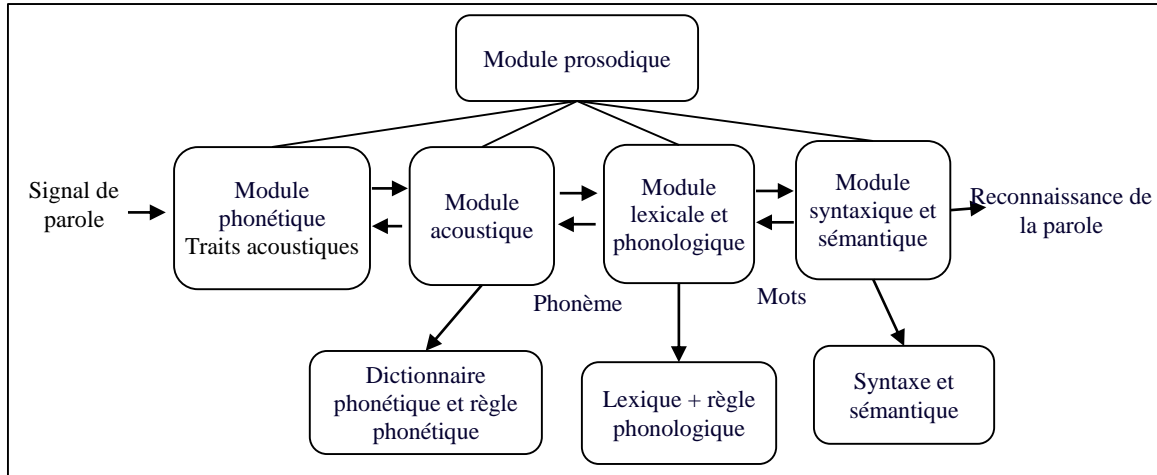 Module prosodique
Signal de
parole
Module
phonétique
Traits acoustiques
Module
acoustique
Module
lexicale et
phonologique
Module
syntaxique et
sémantique
Reconnaissance de
la parole
Phonème
Mots
Dictionnaire
phonétique et règle
phonétique
Lexique + règle
phonologique
Syntaxe et
sémantique